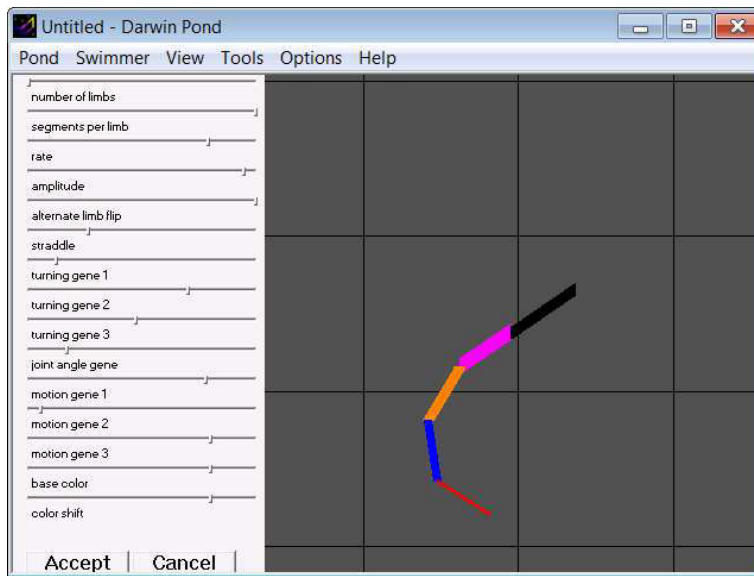 Untitled - Darwin Pond
Pond Swimmer View Tools Options Help
number of limbs
segments per limb
rate
amplitude
alternate limb flip
straddle
turning gene 1
turning gene 2
turning gene 3
joint angle gene
motion gene 1
motion gene 2
motion gene 3
base color
color shift
Accept Cancel